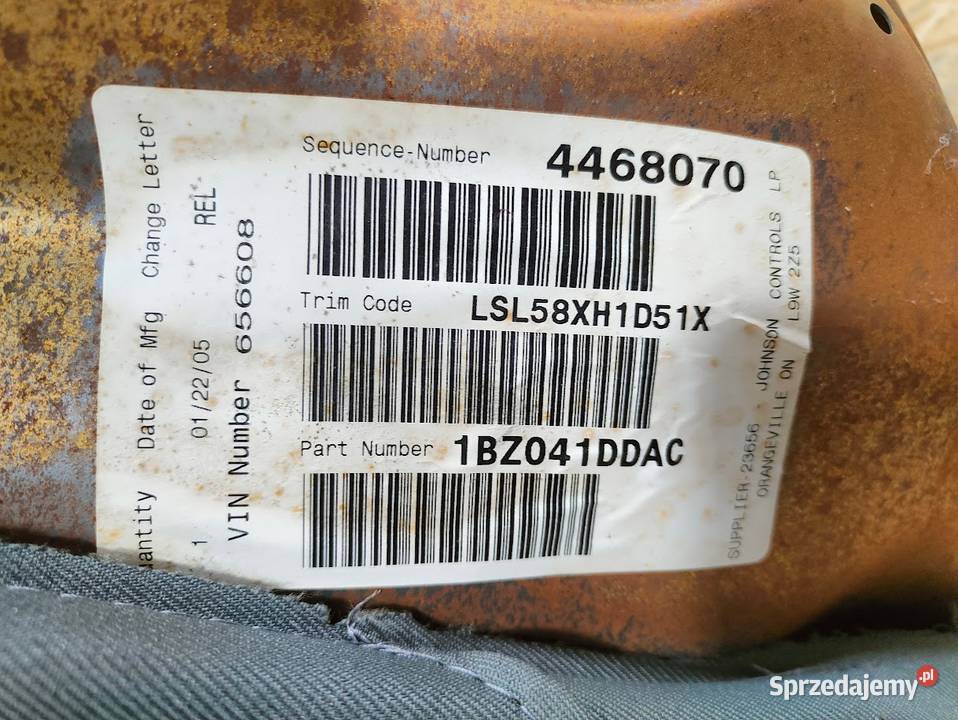 Sequence-Number 4468070
Trim Code LSL58XH1D51X
Part Number 1BZ041DDAC
Date of Mfg Change Letter
1 01/22/05 REL
VIN Number 656608
SUPPLIER-23656 JOHNSON CONTROLS LP
ORANGEVILLE ON L9W 2Z5
Sprzedajemy.pl